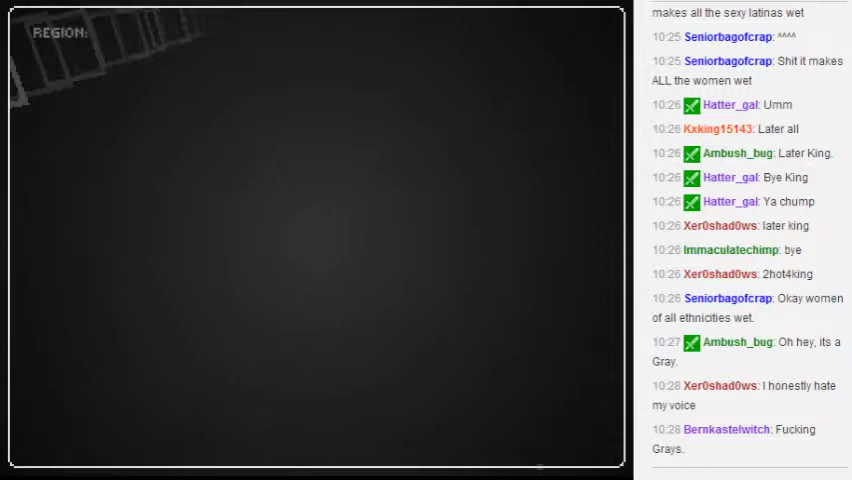 REGION:
makes all the sexy latinas wet
10:25 Seniorbagofcrap: ^^^^
10:25 Seniorbagofcrap: Shit it makes
ALL the women wet
10:26 Hatter_gal: Umm
10:26 Kxking15143: Later all
10:26 Ambush_bug: Later King.
10:26 Hatter_gal: Bye King
10:26 Hatter_gal: Ya chump
10:26 Xer0shad0ws: later king
10:26 Immaculatechimp: bye
10:26 Xer0shad0ws: 2hot4king
10:26 Seniorbagofcrap: Okay women
of all ethnicities wet.
10:27 Ambush_bug: Oh hey, its a
Gray.
10:28 Xer0shad0ws: I honestly hate
my voice
10:28 Bernkastelwitch: Fucking
Grays.